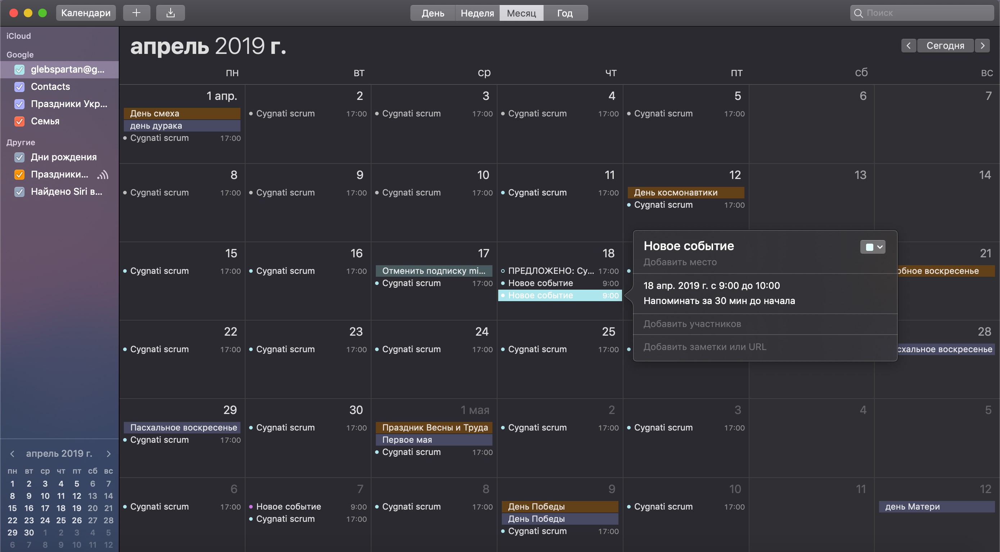 Календари
День Неделя Месяц Год
Поиск
iCloud
Google
glebspartan@g...
Contacts
Праздники Укр...
Семья
Другие
Дни рождения
Праздники...
Найдено Siri в...
апрель 2019 г.
Сегодня
пн вт ср чт пт сб вс
1 апр. 2 3 4 5 6 7
День смеха
день дурака
Cygnati scrum 17:00
Cygnati scrum 17:00
Cygnati scrum 17:00
Cygnati scrum 17:00
Cygnati scrum 17:00
8 9 10 11 12 13 14
Cygnati scrum 17:00
Cygnati scrum 17:00
Cygnati scrum 17:00
Cygnati scrum 17:00
День космонавтики
Cygnati scrum 17:00
15 16 17 18 21
Cygnati scrum 17:00
Cygnati scrum 17:00
Отменить подписку mi...
Cygnati scrum 17:00
ПРЕДЛОЖЕНО: Cy... 17:00
Новое событие 9:00
Новое событие 9:00
рбное воскресенье
Новое событие
Добавить место
18 апр. 2019 г. с 9:00 до 10:00
Напоминать за 30 мин до начала
Добавить участников
Добавить заметки или URL
22 23 24 25 28
Cygnati scrum 17:00
Cygnati scrum 17:00
Cygnati scrum 17:00
Cygnati scrum 17:00
схальное воскресенье
29 30 1 мая 2 3 4 5
Пасхальное воскресенье
Cygnati scrum 17:00
Cygnati scrum 17:00
Праздник Весны и Труда
Первое мая
Cygnati scrum 17:00
Cygnati scrum 17:00
Cygnati scrum 17:00
6 7 8 9 10 11 12
Cygnati scrum 17:00
Новое событие 9:00
Cygnati scrum 17:00
Cygnati scrum 17:00
День Победы
День Победы
Cygnati scrum 17:00
Cygnati scrum 17:00
день Матери
апрель 2019 г.
пн вт ср чт пт сб вс
1 2 3 4 5 6 7
8 9 10 11 12 13 14
15 16 17 18 19 20 21
22 23 24 25 26 27 28
29 30 1 2 3 4 5
6 7 8 9 10 11 12